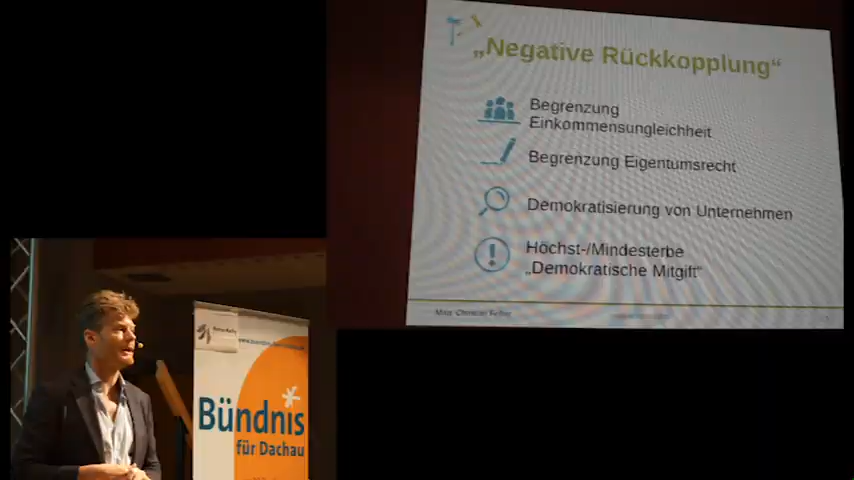 „Negative Rückkopplung“
Begrenzung
Einkommensungleichheit
Begrenzung Eigentumsrecht
Demokratisierung von Unternehmen
Höchst-/Mindesterbe
„Demokratische Mitgift“
Bündnis
für Dachau